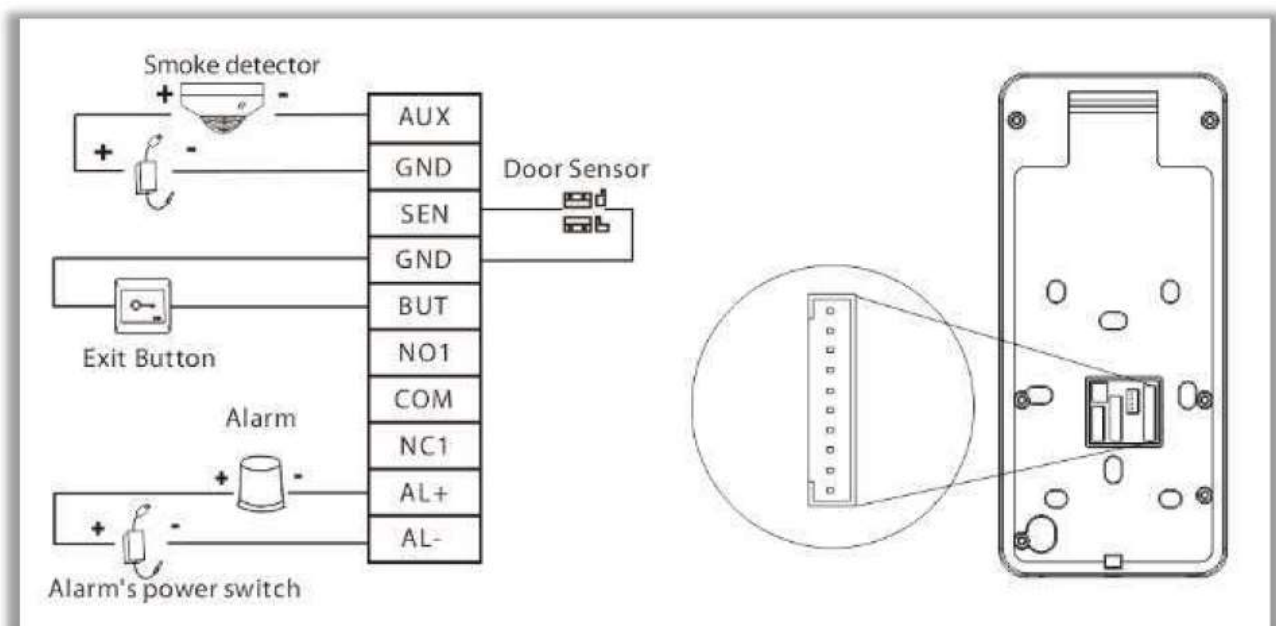 Smoke detector
+ -
+ -
AUX
GND
SEN
GND
BUT
NO1
COM
NC1
AL+
AL-
Door Sensor
Exit Button
Alarm
+ -
+ -
Alarm's power switch